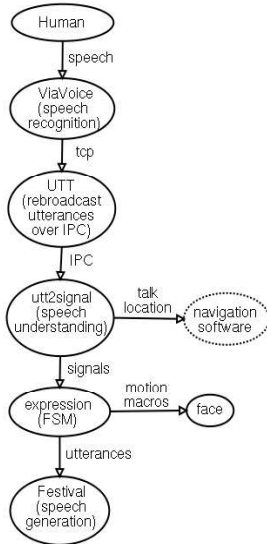 Human
speech
ViaVoice
(speech
recognition)
tcp
UTT
(rebroadcast
utterances
over IPC)
IPC
utt2signal
(speech
understanding)
talk
location
navigation
software
signals
expression
(FSM)
motion
macros
face
utterances
Festival
(speech
generation)